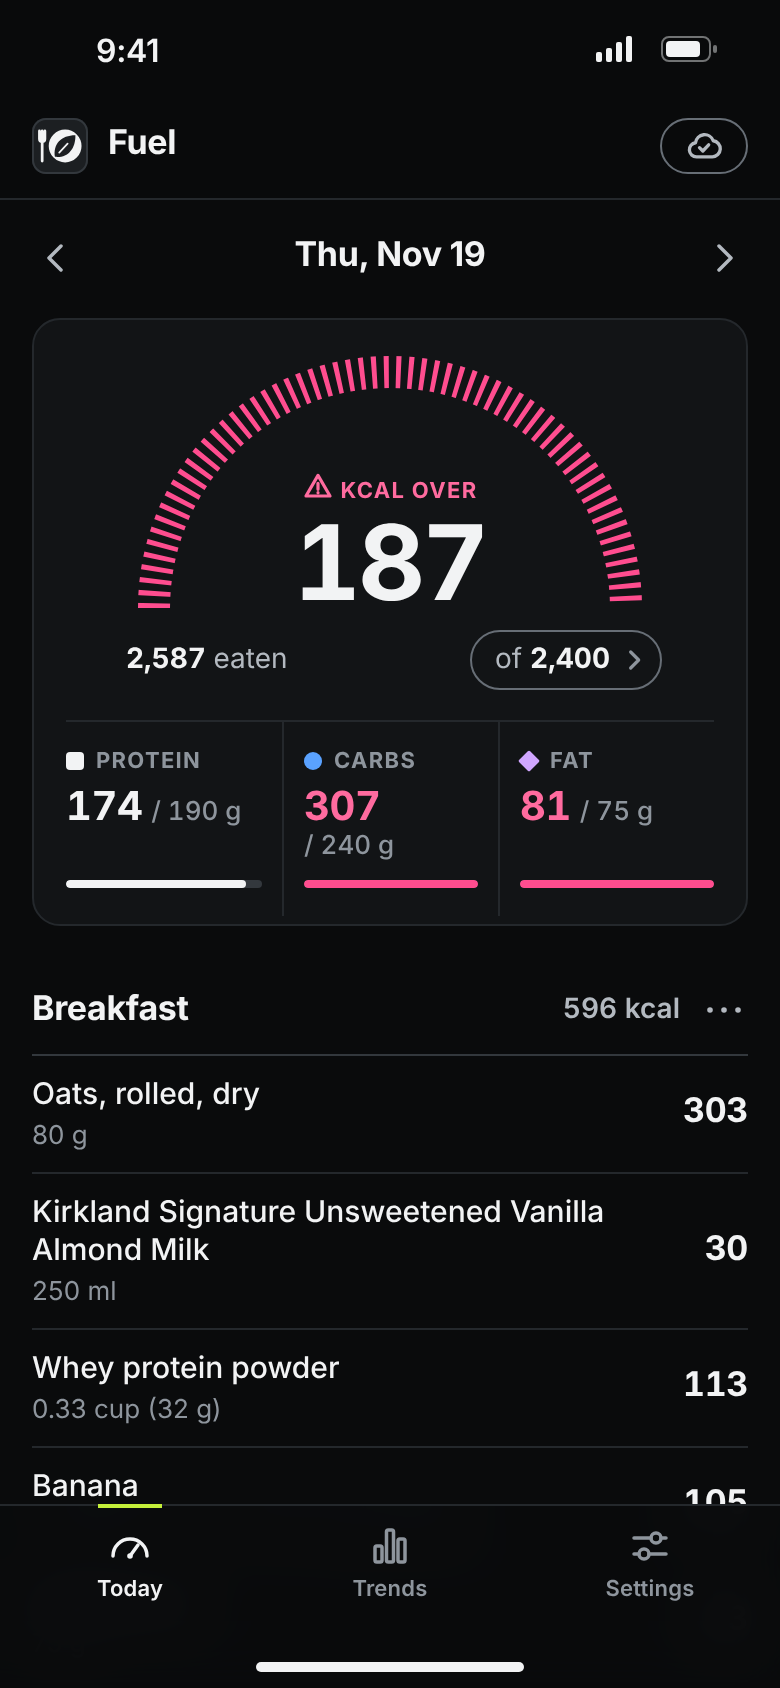 9:41
Fuel
Thu, Nov 19
KCAL OVER
187
2,587 eaten
of 2,400
PROTEIN
174 / 190 g
CARBS
307
/ 240 g
FAT
81 / 75 g
Breakfast
596 kcal
Oats, rolled, dry
80 g
303
Kirkland Signature Unsweetened Vanilla
Almond Milk
250 ml
30
Whey protein powder
0.33 cup (32 g)
113
Banana
105
Today
Trends
Settings